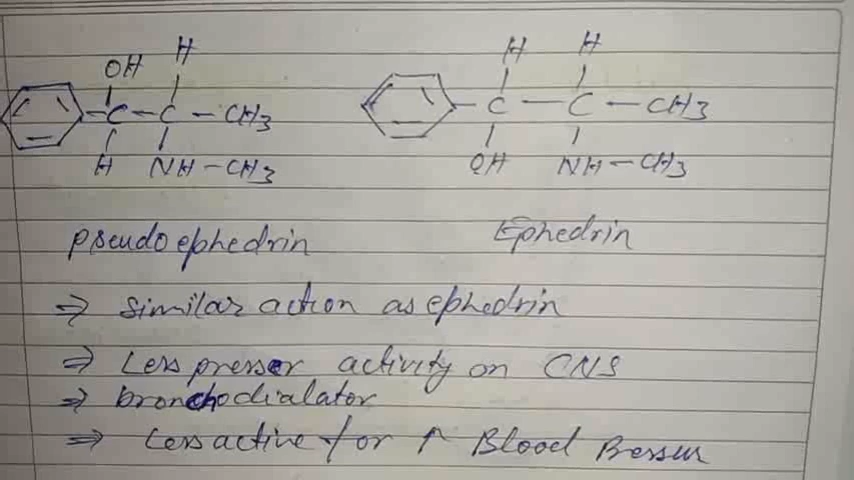 OH H
C - C - CH3
H NH - CH3
H H
C - C - CH3
OH NH - CH3
Pseudoephedrin
Ephedrin
⇒ Similar action as ephedrin
⇒ Less presser activity on CNS
⇒ bronchodialator
⇒ Less active for ↑ Blood Pressur